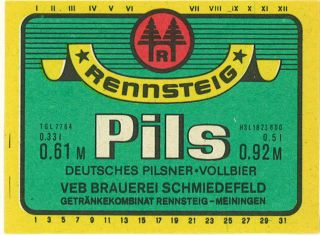 I II III IV V VI VII VIII IX X XI XII
R
RENNSTEIG
TGL 7764
0.33 l
0.61 M
Pils
HSL 1823 600
0.5 l
0.92 M
DEUTSCHES PILSNER • VOLLBIER
VEB BRAUEREI SCHMIEDEFELD
GETRÄNKEKOMBINAT RENNSTEIG – MEININGEN
1 3 5 7 9 11 13 15 17 19 21 23 25 27 29 31